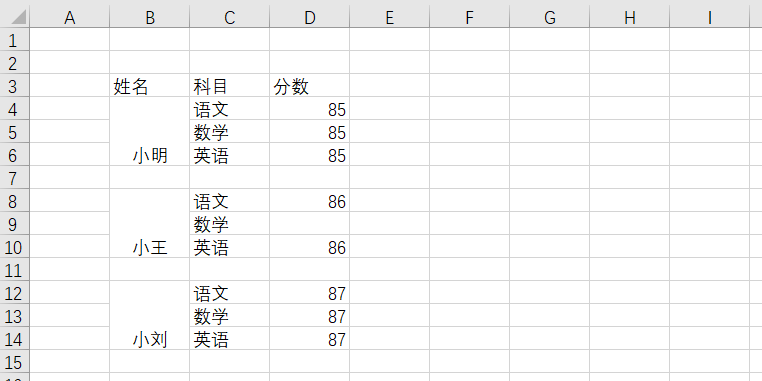 A B C D E F G H I
1
2
3 姓名 科目 分数
4 语文 85
5 数学 85
6 小明 英语 85
7
8 语文 86
9 数学
10 小王 英语 86
11
12 语文 87
13 数学 87
14 小刘 英语 87
15